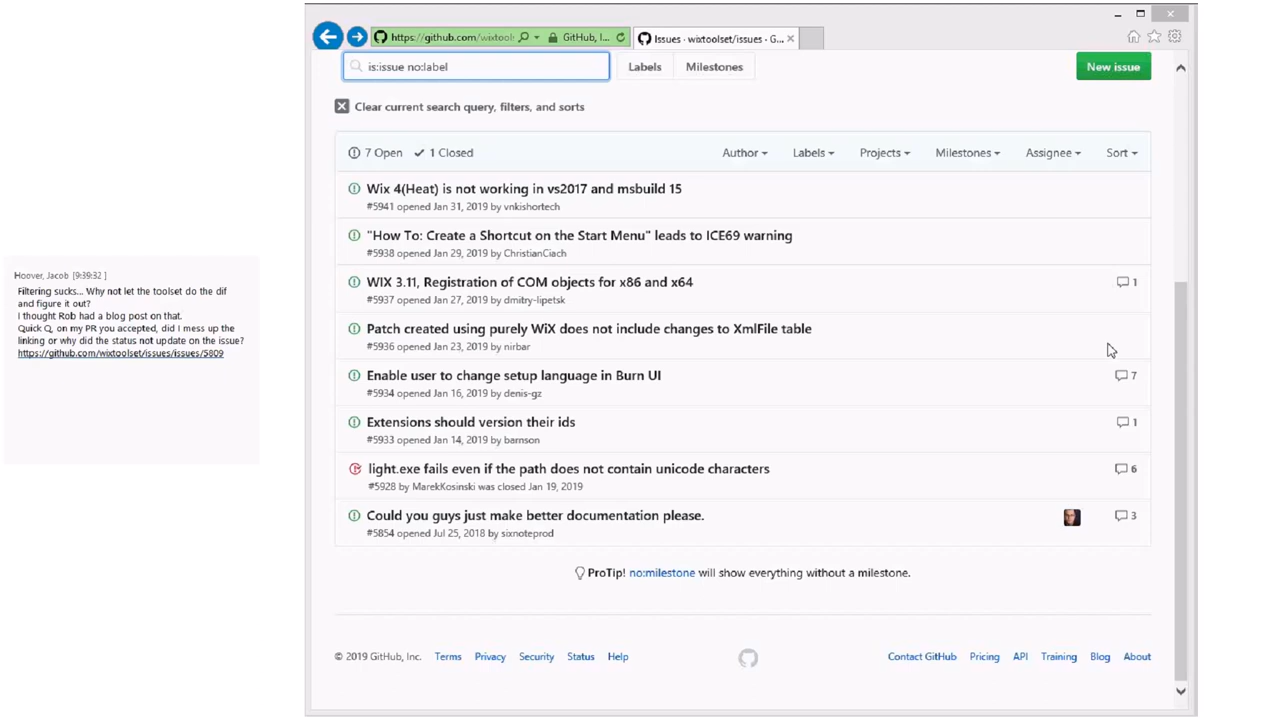 https://github.com/wixtool:
GitHub, I...
Issues · wixtoolset/issues - G...
is:issue no:label
Labels
Milestones
New issue
Clear current search query, filters, and sorts
7 Open
1 Closed
Author
Labels
Projects
Milestones
Assignee
Sort
Wix 4(Heat) is not working in vs2017 and msbuild 15
#5941 opened Jan 31, 2019 by vnkishortech
"How To: Create a Shortcut on the Start Menu" leads to ICE69 warning
#5938 opened Jan 29, 2019 by ChristianCiach
WIX 3.11, Registration of COM objects for x86 and x64
1
#5937 opened Jan 27, 2019 by dmitry-lipetsk
Patch created using purely WiX does not include changes to XmlFile table
#5936 opened Jan 23, 2019 by nirbar
Enable user to change setup language in Burn UI
7
#5934 opened Jan 16, 2019 by denis-gz
Extensions should version their ids
1
#5933 opened Jan 14, 2019 by barnson
light.exe fails even if the path does not contain unicode characters
6
#5928 by MarekKosinski was closed Jan 19, 2019
Could you guys just make better documentation please.
3
#5854 opened Jul 25, 2018 by sixnoteprod
ProTip! no:milestone will show everything without a milestone.
© 2019 GitHub, Inc.
Terms
Privacy
Security
Status
Help
Contact GitHub
Pricing
API
Training
Blog
About
Hoover, Jacob [9:39:32 ]
Filtering sucks... Why not let the toolset do the dif
and figure it out?
I thought Rob had a blog post on that.
Quick Q, on my PR you accepted, did I mess up the
linking or why did the status not update on the issue?
https://github.com/wixtoolset/issues/issues/5809